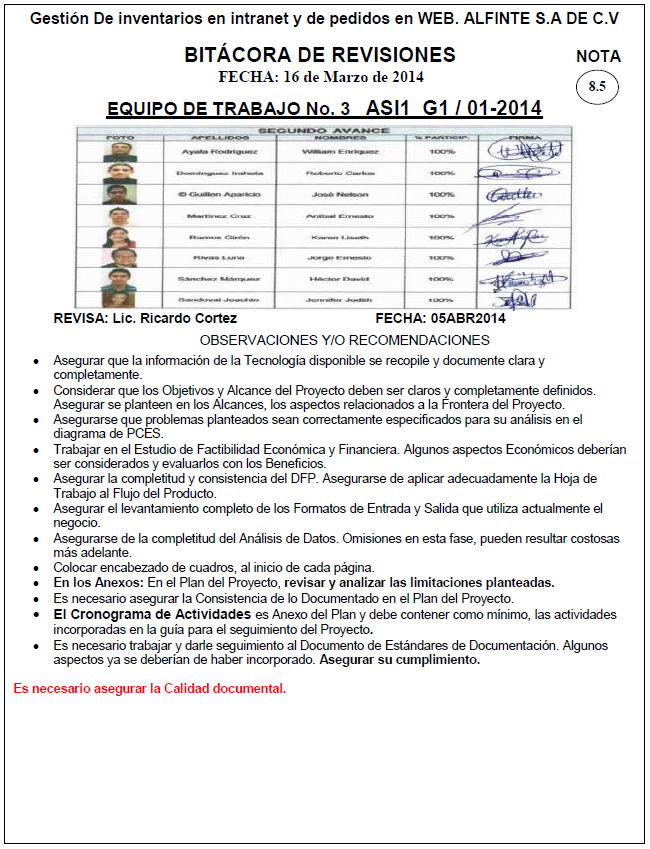 Gestión De inventarios en intranet y de pedidos en WEB. ALFINTE S.A DE C.V
BITÁCORA DE REVISIONES NOTA
FECHA: 16 de Marzo de 2014
8.5
EQUIPO DE TRABAJO No. 3 ASI1 G1 / 01-2014
SEGUNDO AVANCE
FOTO APELLIDOS NOMBRES % PARTICIP. FIRMA
Ayala Rodríguez William Enriquez 100%
Domínguez Iraheta Roberto Carlos 100%
© Guillen Aparicio José Nelson 100%
Martínez Cruz Anibal Ernesto 100%
Ramos Girón Karen Liseth 100%
Rivas Luna Jorge Ernesto 100%
Sánchez Márquez Héctor David 100%
Sandoval Joachin Jennifer Judith 100%
REVISA: Lic. Ricardo Cortez FECHA: 05ABR2014
OBSERVACIONES Y/O RECOMENDACIONES
• Asegurar que la información de la Tecnología disponible se recopile y documente clara y
completamente.
• Considerar que los Objetivos y Alcance del Proyecto deben ser claros y completamente definidos.
Asegurar se planteen en los Alcances, los aspectos relacionados a la Frontera del Proyecto.
• Asegurarse que problemas planteados sean correctamente especificados para su análisis en el
diagrama de PCES.
• Trabajar en el Estudio de Factibilidad Económica y Financiera. Algunos aspectos Económicos deberían
ser considerados y evaluarlos con los Beneficios.
• Asegurar la completitud y consistencia del DFP. Asegurarse de aplicar adecuadamente la Hoja de
Trabajo al Flujo del Producto.
• Asegurar el levantamiento completo de los Formatos de Entrada y Salida que utiliza actualmente el
negocio.
• Asegurarse de la completitud del Análisis de Datos. Omisiones en esta fase, pueden resultar costosas
más adelante.
• Colocar encabezado de cuadros, al inicio de cada página.
• En los Anexos: En el Plan del Proyecto, revisar y analizar las limitaciones planteadas.
• Es necesario asegurar la Consistencia de lo Documentado en el Plan del Proyecto.
• El Cronograma de Actividades es Anexo del Plan y debe contener como mínimo, las actividades
incorporadas en la guía para el seguimiento del Proyecto.
• Es necesario trabajar y darle seguimiento al Documento de Estándares de Documentación. Algunos
aspectos ya se deberían de haber incorporado. Asegurar su cumplimiento.
Es necesario asegurar la Calidad documental.